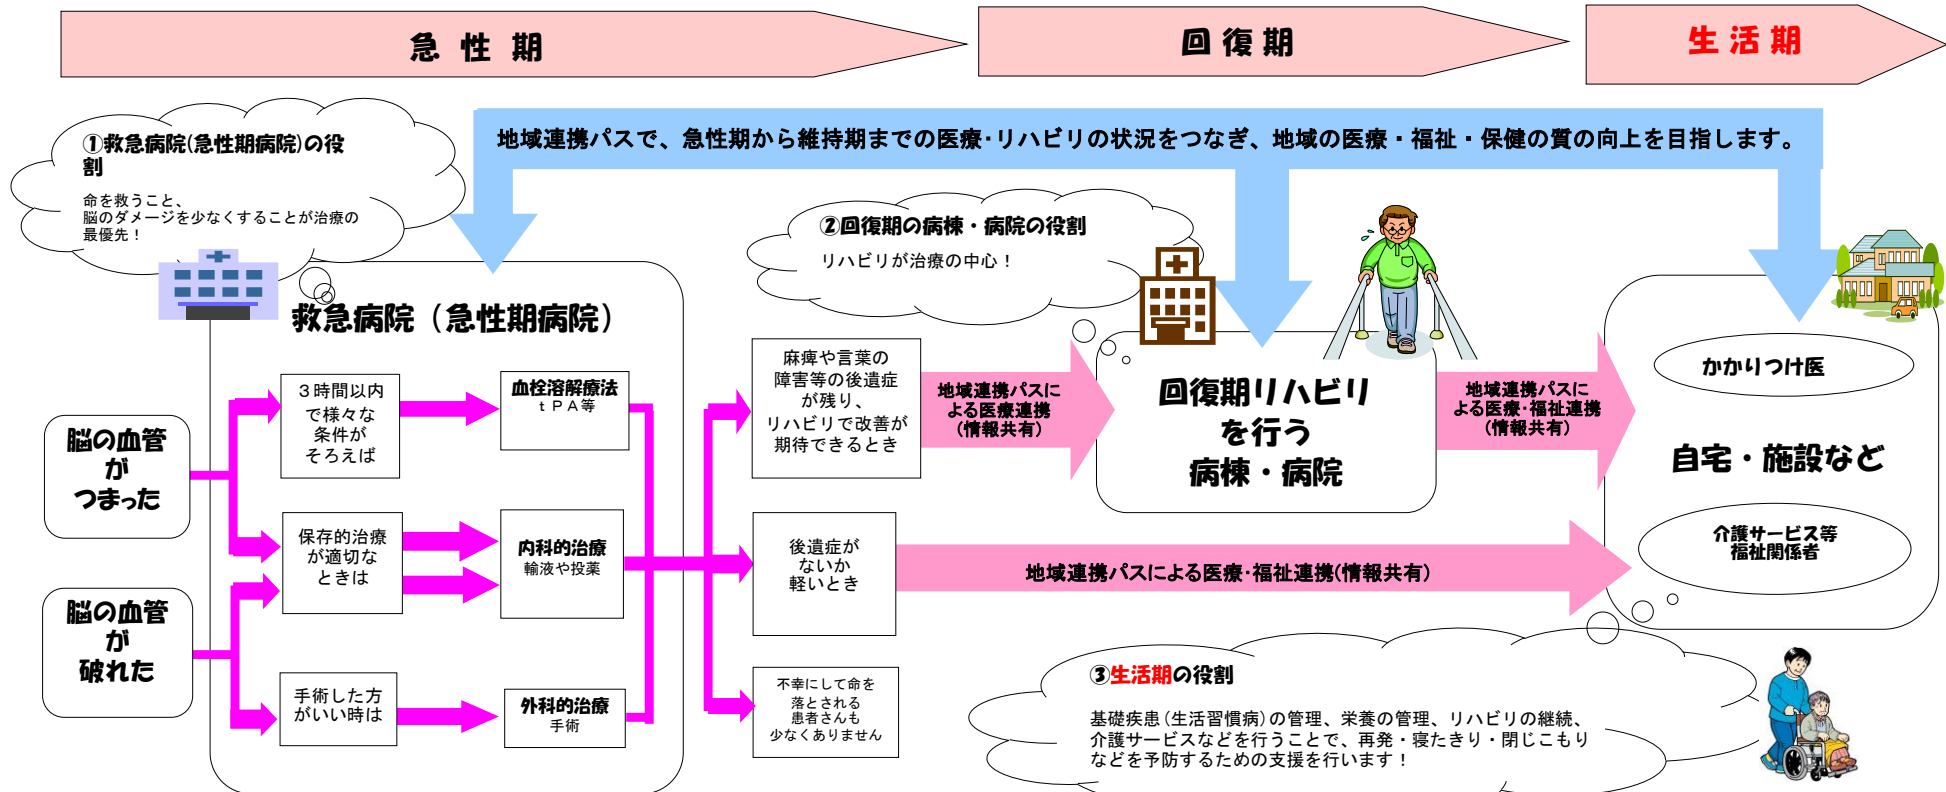 急性期
回復期
生活期
地域連携パスで、急性期から維持期までの医療･リハビリの状況をつなぎ、地域の医療・福祉・保健の質の向上を目指します。
①救急病院(急性期病院)の役
割
命を救うこと、
脳のダメージを少なくすることが治療の
最優先！
②回復期の病棟・病院の役割
リハビリが治療の中心！
救急病院（急性期病院）
脳の血管
が
つまった
脳の血管
が
破れた
３時間以内
で様々な
条件が
そろえば
血栓溶解療法
ｔＰＡ等
保存的治療
が適切な
ときは
内科的治療
輸液や投薬
手術した方
がいい時は
外科的治療
手術
麻痺や言葉の
障害等の後遺症
が残り、
リハビリで改善が
期待できるとき
後遺症が
ないか
軽いとき
不幸にして命を
落とされる
患者さんも
少なくありません
地域連携パスに
よる医療連携
(情報共有)
回復期リハビリ
を行う
病棟・病院
地域連携パスに
よる医療･福祉連携
(情報共有)
地域連携パスによる医療･福祉連携(情報共有)
かかりつけ医
自宅・施設など
介護サービス等
福祉関係者
③生活期の役割
基礎疾患(生活習慣病)の管理、栄養の管理、リハビリの継続、
介護サービスなどを行うことで、再発・寝たきり・閉じこもり
などを予防するための支援を行います！